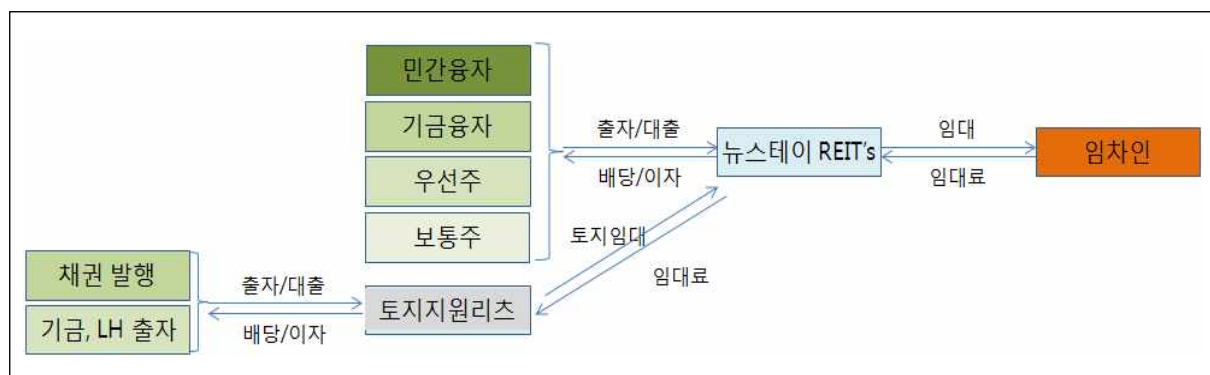 민간융자
기금융자
우선주
보통주
출자/대출
배당/이자
뉴스테이 REIT's
임대
임대료
임차인
토지임대
임대료
채권 발행
기금, LH 출자
출자/대출
배당/이자
토지지원리츠